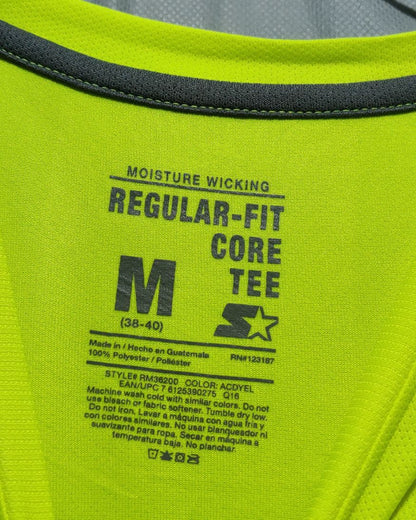 MOISTURE WICKING
REGULAR-FIT
CORE
TEE
M
(38-40)
Made in / Hecho en Guatemala
100% Polyester / Poliéster
RN#123187
STYLE# RM36200 COLOR: ACDYEL
EAN/UPC 7 6125390275 Q16
Machine wash cold with similar colors. Do not
use bleach or fabric softener. Tumble dry low.
Do not iron. Lavar a máquina con agua fria y
con colores similares. No usar blanqueador ni
suavizante para ropa. Secar en máquina a
temperatura baja. No planchar.